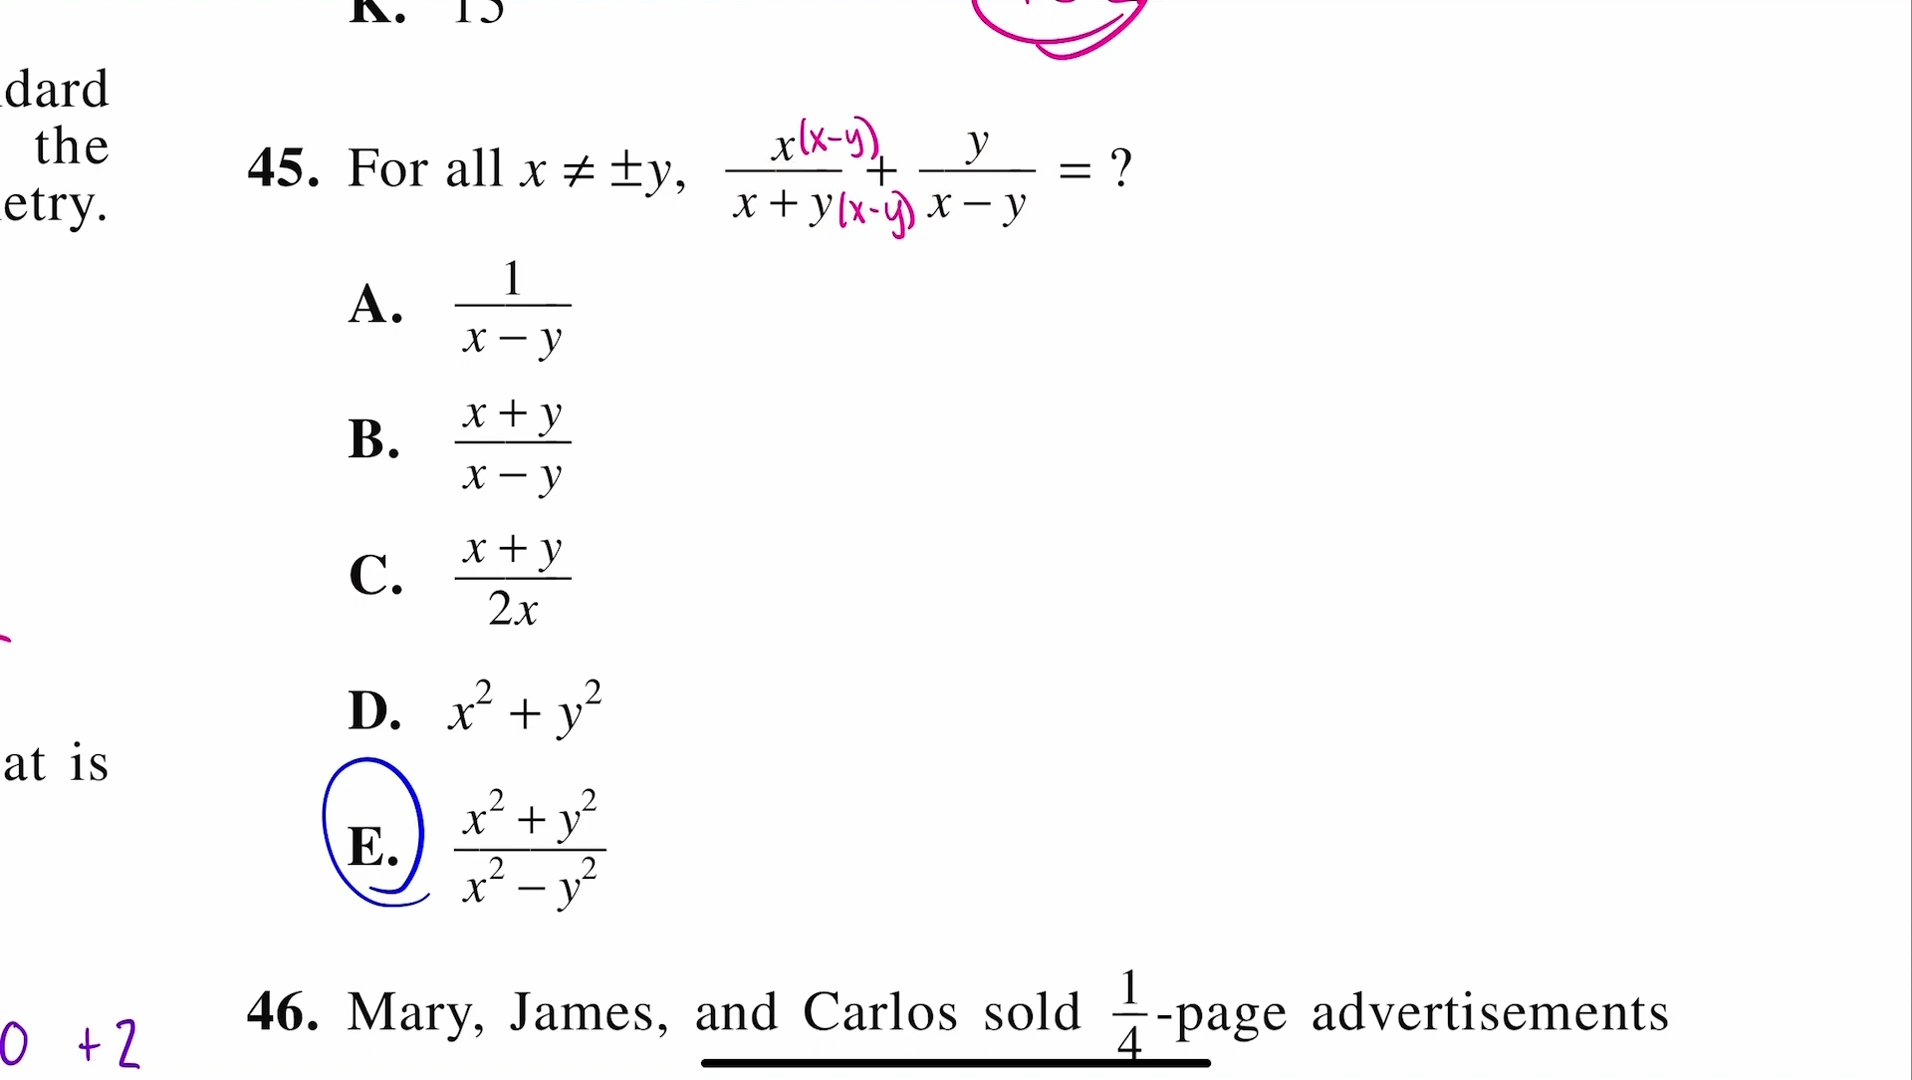 K. 15
dard
the
etry.
45. For all x ≠ ±y, x(x-y)/x + y(x-y) + y/x − y = ?
A. 1/x − y
B. x + y/x − y
C. x + y/2x
D. x² + y²
at is
E. x² + y²/x² − y²
46. Mary, James, and Carlos sold 1/4-page advertisements
0 +2